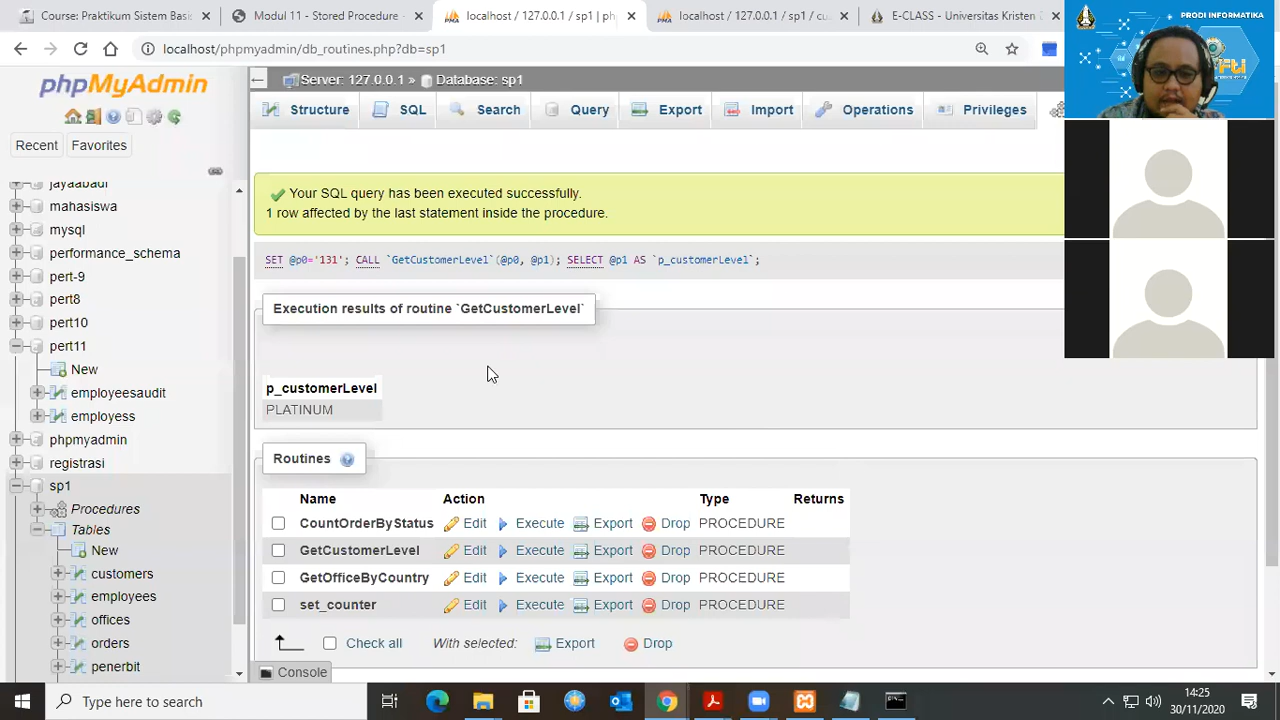 Course: Praktikum Sistem Basis
Modul 11 - Stored Procedure -
localhost / 127.0.0.1 / sp1 | ph
localhost / 127.0.0.1 / sp1 / cu
E-CLASS - Universitas Kristen D
PRODI INFORMATIKA
localhost/phpmyadmin/db_routines.php?db=sp1
fti
phpMyAdmin
Server: 127.0.0.1 » Database: sp1
Structure SQL Search Query Export Import Operations Privileges
Recent Favorites
jayaabadi
mahasiswa
mysql
performance_schema
pert-9
pert8
pert10
pert11
New
employeesaudit
employess
phpmyadmin
registrasi
sp1
Procedures
Tables
New
customers
employees
offices
orders
penerbit
Your SQL query has been executed successfully.
1 row affected by the last statement inside the procedure.
SET @p0='131'; CALL `GetCustomerLevel`(@p0, @p1); SELECT @p1 AS `p_customerLevel`;
Execution results of routine `GetCustomerLevel`
p_customerLevel
PLATINUM
Routines
Name Action Type Returns
CountOrderByStatus Edit Execute Export Drop PROCEDURE
GetCustomerLevel Edit Execute Export Drop PROCEDURE
GetOfficeByCountry Edit Execute Export Drop PROCEDURE
set_counter Edit Execute Export Drop PROCEDURE
Check all With selected: Export Drop
Console
Type here to search
14:25
30/11/2020